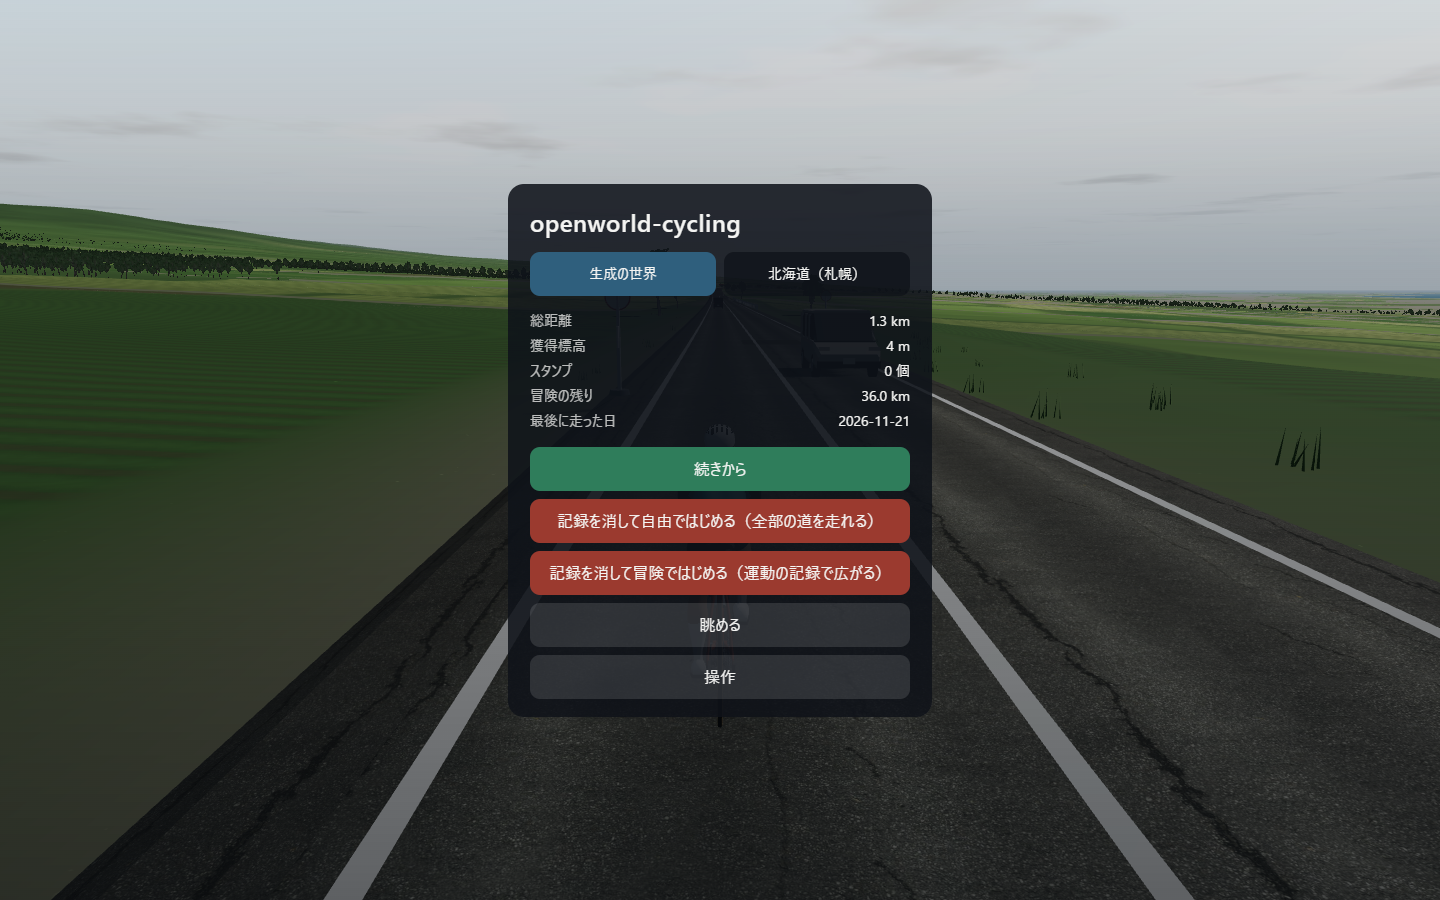 openworld-cycling
生成の世界 北海道（札幌）
総距離 1.3 km
獲得標高 4 m
スタンプ 0 個
冒険の残り 36.0 km
最後に走った日 2026-11-21
続きから
記録を消して自由ではじめる（全部の道を走れる）
記録を消して冒険ではじめる（運動の記録で広がる）
眺める
操作